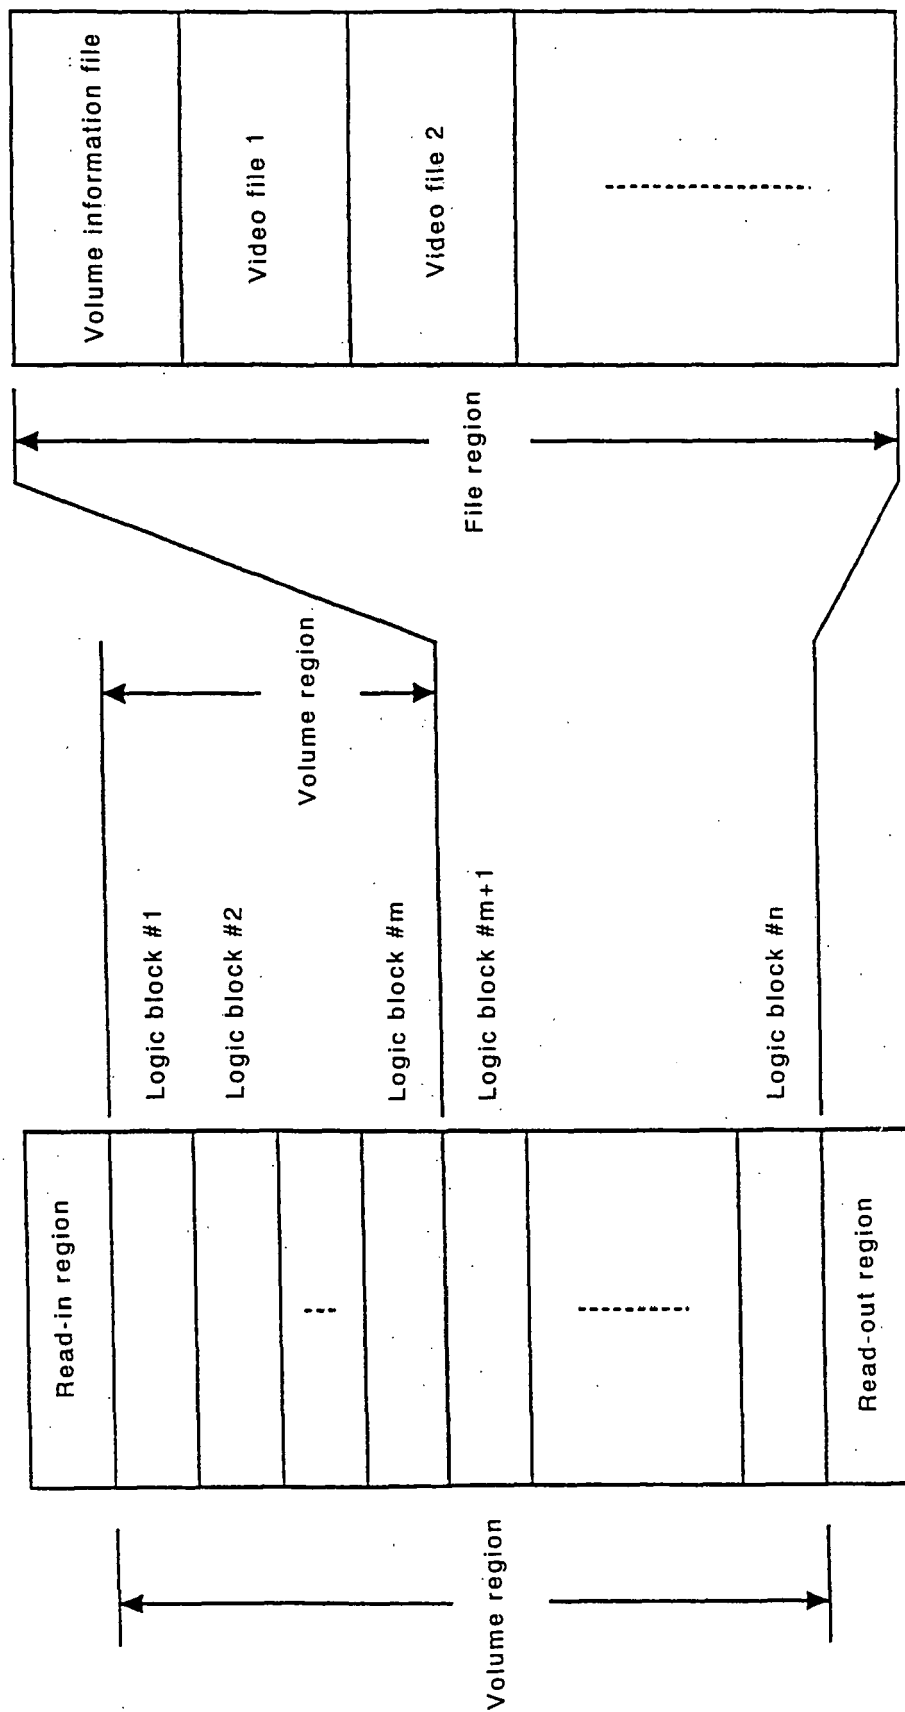 Volume region
Read-in region
Read-out region
Logic block #1
Logic block #2
Logic block #m
Logic block #m+1
Logic block #n
Volume region
File region
Volume information file
Video file 1
Video file 2